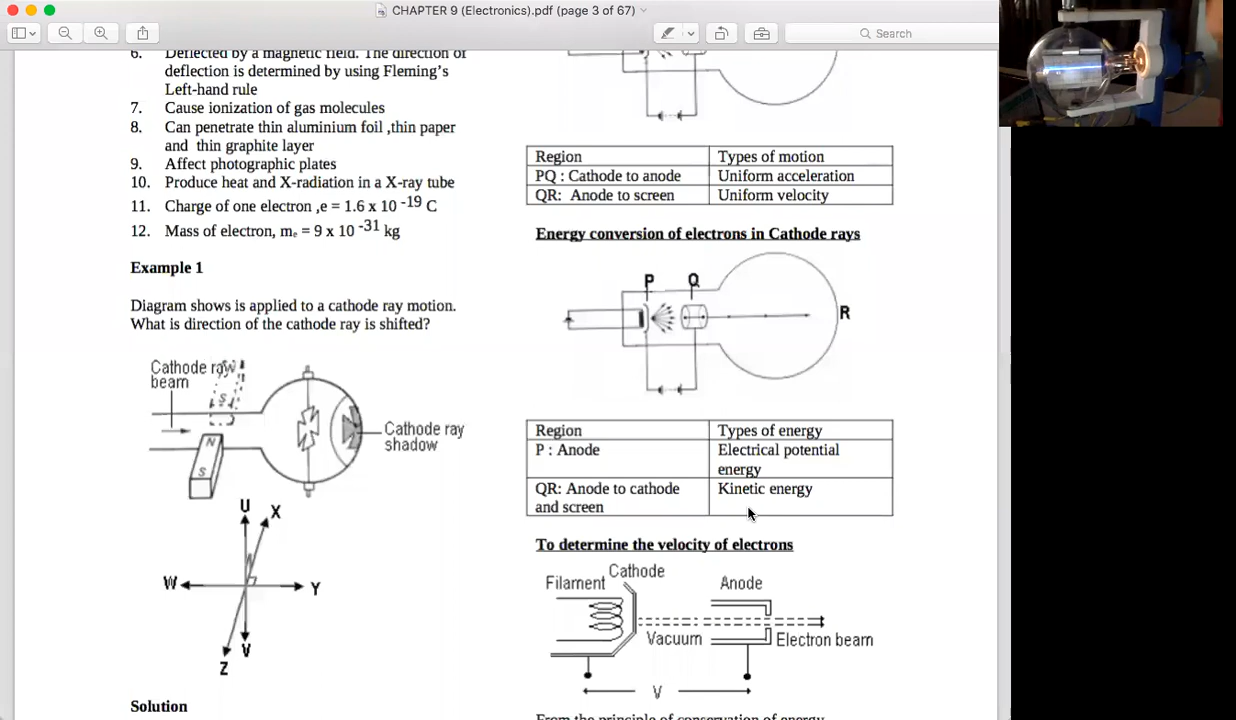 CHAPTER 9 (Electronics).pdf (page 3 of 67)
Search
6. Deflected by a magnetic field. The direction of
deflection is determined by using Fleming's
Left-hand rule
7. Cause ionization of gas molecules
8. Can penetrate thin aluminium foil ,thin paper
and thin graphite layer
9. Affect photographic plates
10. Produce heat and X-radiation in a X-ray tube
11. Charge of one electron ,e = 1.6 x 10 -19 C
12. Mass of electron, me = 9 x 10 -31 kg
Example 1
Diagram shows is applied to a cathode ray motion.
What is direction of the cathode ray is shifted?
Cathode ray
beam
S
N
S
Cathode ray
shadow
U
X
W
Y
V
Z
Solution
Region Types of motion
PQ : Cathode to anode Uniform acceleration
QR: Anode to screen Uniform velocity
Energy conversion of electrons in Cathode rays
P Q
R
Region Types of energy
P : Anode Electrical potential
energy
QR: Anode to cathode Kinetic energy
and screen
To determine the velocity of electrons
Cathode
Filament Anode
Vacuum Electron beam
V
From the principle of conservation of energy